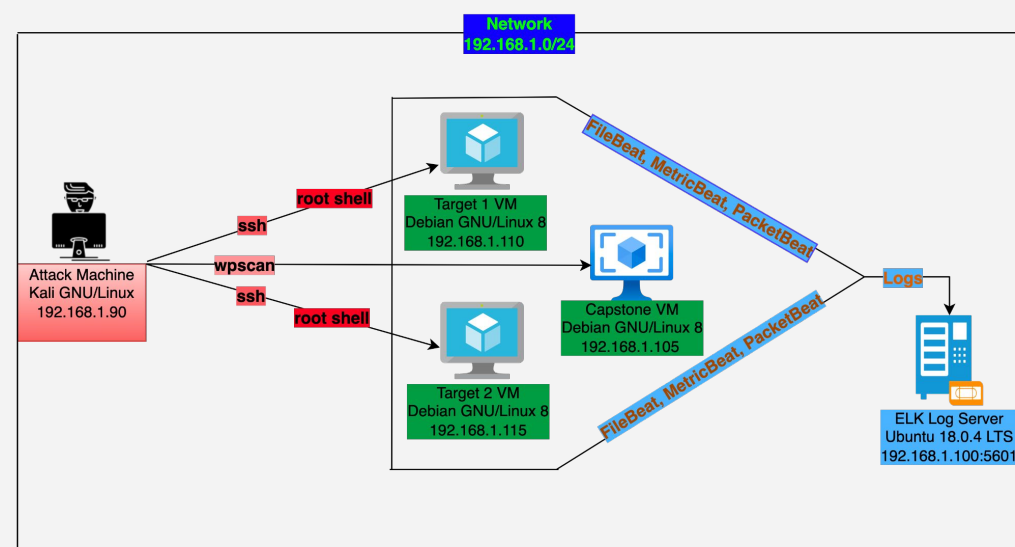 Network
192.168.1.0/24
FileBeat, MetricBeat, PacketBeat
root shell
Target 1 VM
Debian GNU/Linux 8
192.168.1.110
ssh
wpscan
Attack Machine
Kali GNU/Linux
192.168.1.90
ssh
root shell
Capstone VM
Debian GNU/Linux 8
192.168.1.105
Logs
FileBeat, MetricBeat, PacketBeat
Target 2 VM
Debian GNU/Linux 8
192.168.1.115
ELK Log Server
Ubuntu 18.0.4 LTS
192.168.1.100:5601